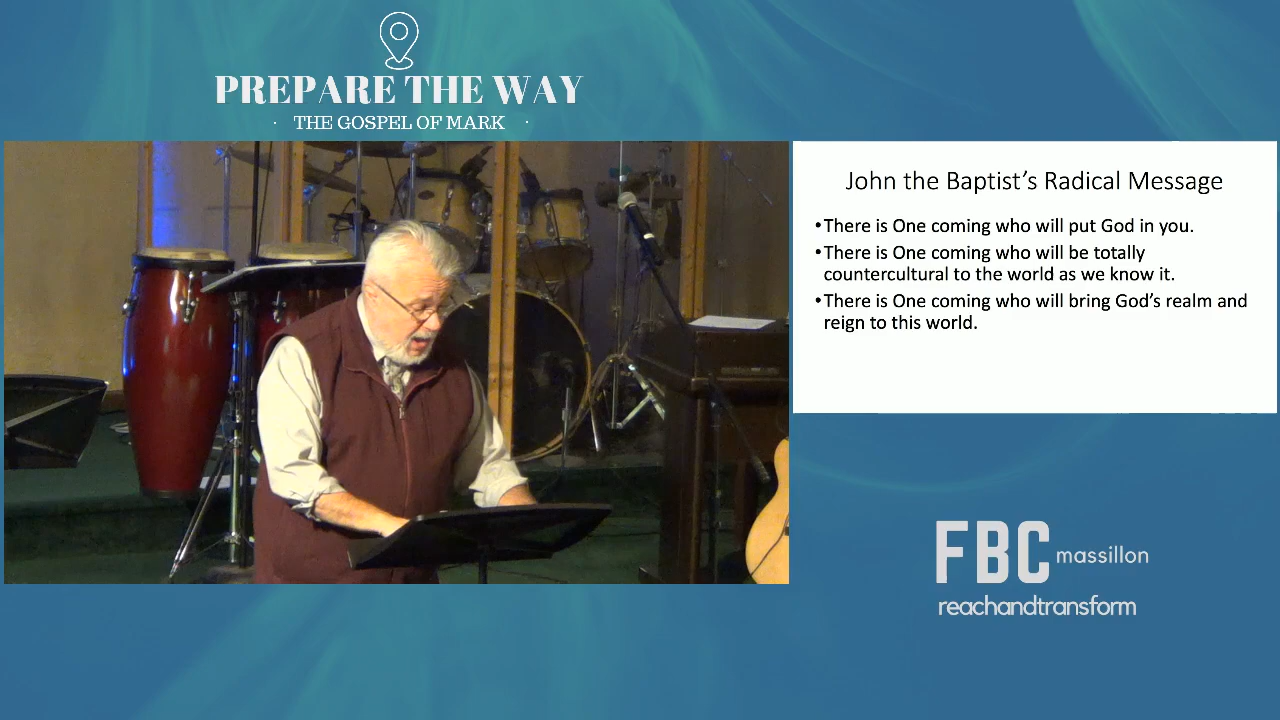 PREPARE THE WAY
· THE GOSPEL OF MARK ·
John the Baptist’s Radical Message
•There is One coming who will put God in you.
•There is One coming who will be totally
countercultural to the world as we know it.
•There is One coming who will bring God’s realm and
reign to this world.
FBC massillon
reachandtransform